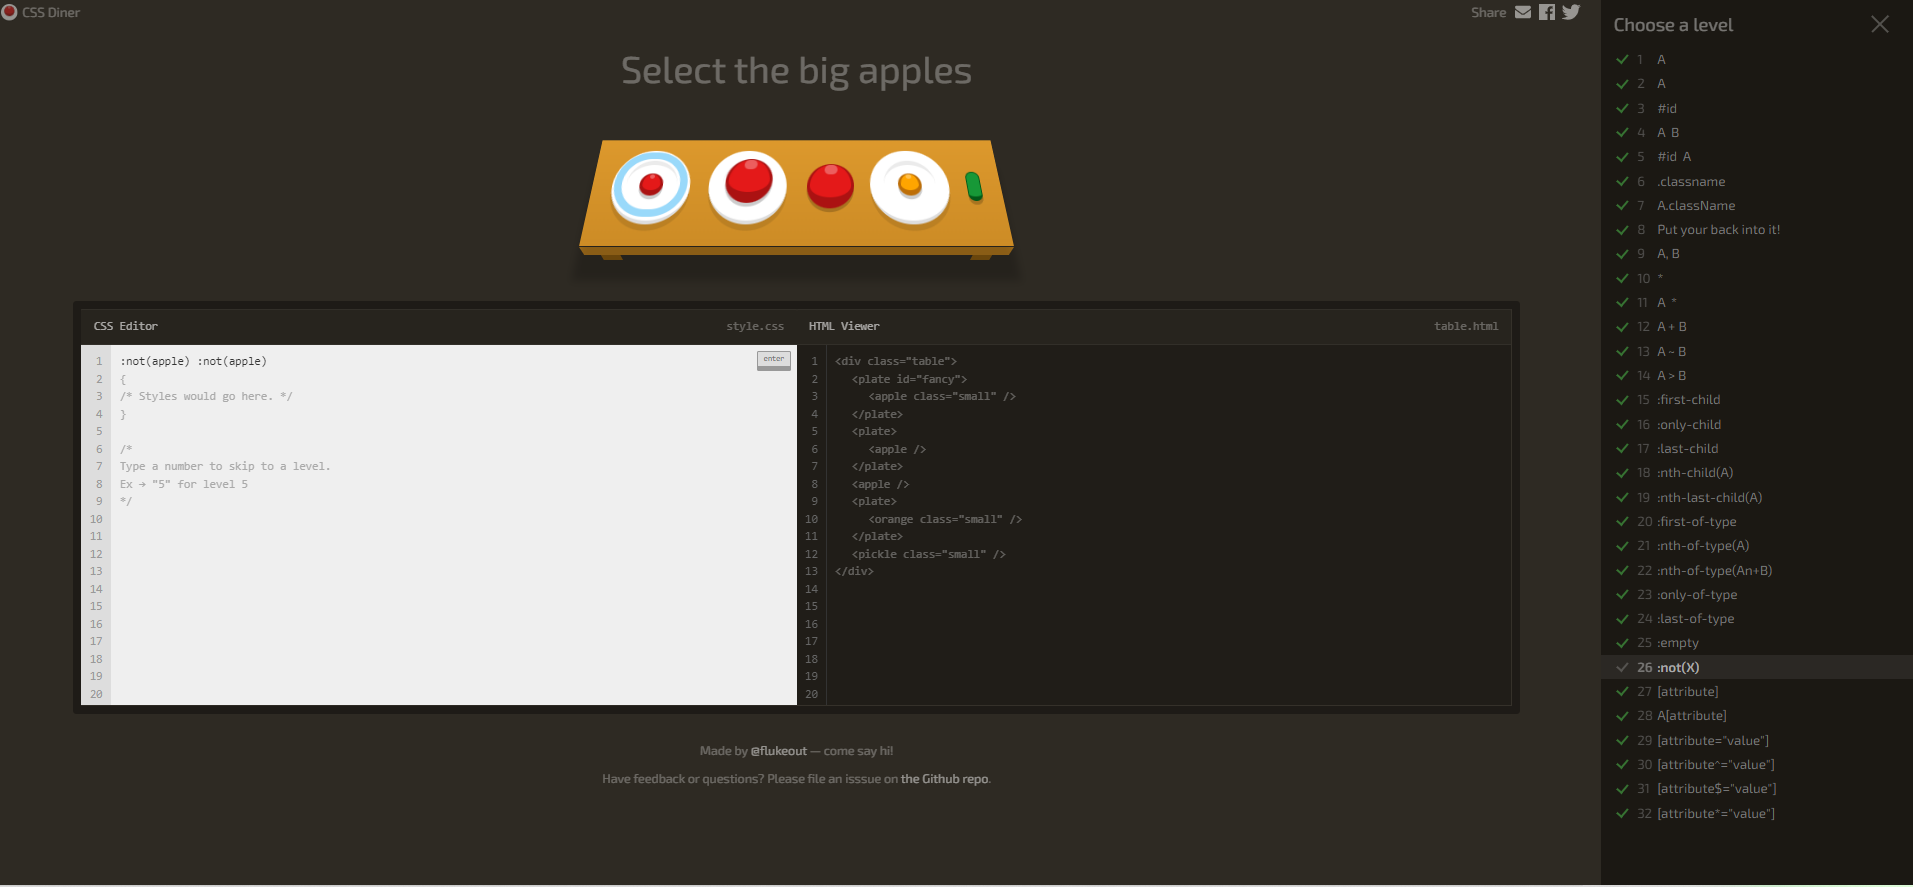 CSS Diner
Share
Select the big apples
CSS Editor
style.css
1 :not(apple) :not(apple)
enter
2 {
3 /* Styles would go here. */
4 }
5
6 /*
7 Type a number to skip to a level.
8 Ex → "5" for level 5
9 */
10
11
12
13
14
15
16
17
18
19
20
HTML Viewer
table.html
1 <div class="table">
2 <plate id="fancy">
3 <apple class="small" />
4 </plate>
5 <plate>
6 <apple />
7 </plate>
8 <apple />
9 <plate>
10 <orange class="small" />
11 </plate>
12 <pickle class="small" />
13 </div>
14
15
16
17
18
19
20
Made by @flukeout — come say hi!
Have feedback or questions? Please file an isssue on the Github repo.
Choose a level
1 A
2 A
3 #id
4 A B
5 #id A
6 .classname
7 A.className
8 Put your back into it!
9 A, B
10 *
11 A *
12 A + B
13 A ~ B
14 A > B
15 :first-child
16 :only-child
17 :last-child
18 :nth-child(A)
19 :nth-last-child(A)
20 :first-of-type
21 :nth-of-type(A)
22 :nth-of-type(An+B)
23 :only-of-type
24 :last-of-type
25 :empty
26 :not(X)
27 [attribute]
28 A[attribute]
29 [attribute="value"]
30 [attribute^="value"]
31 [attribute$="value"]
32 [attribute*="value"]